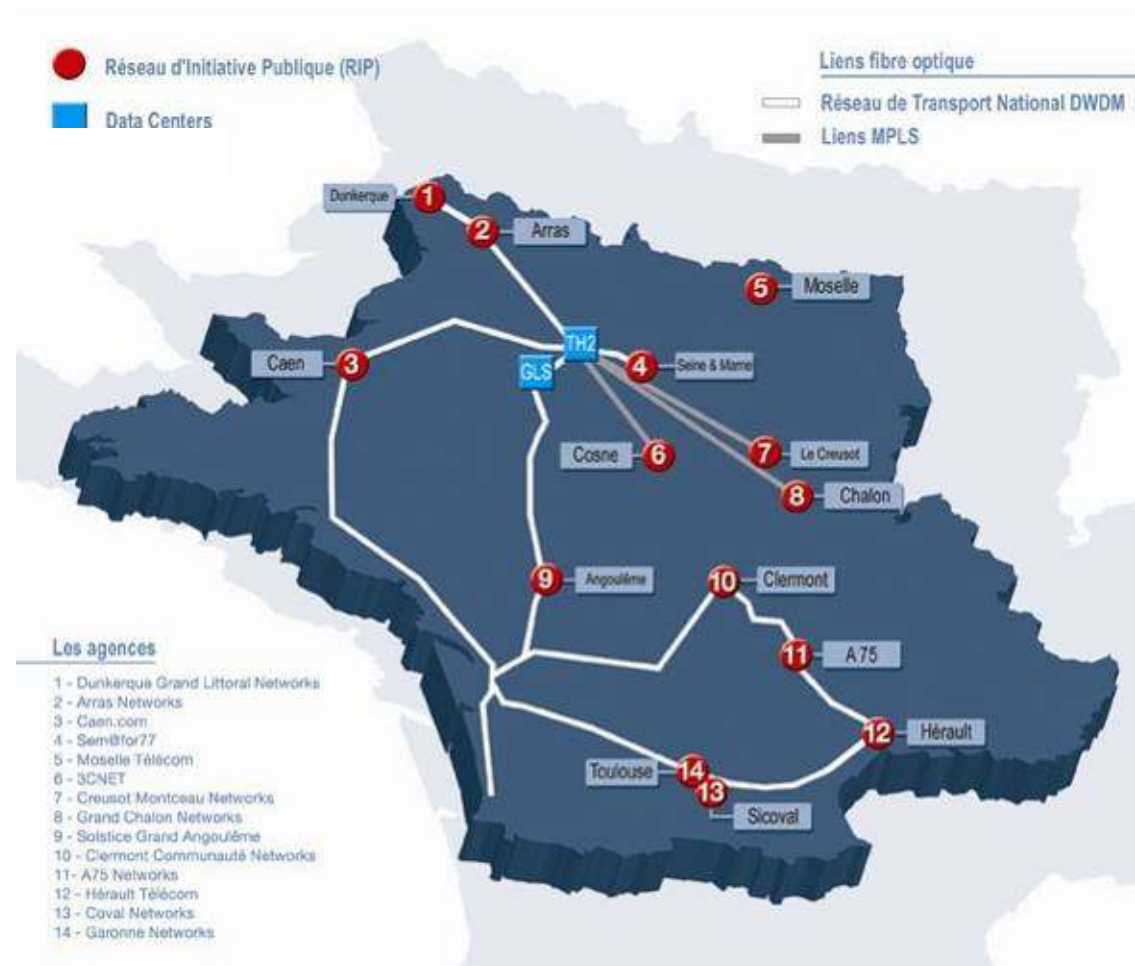 Réseau d'Initiative Publique (RIP)
Data Centers
Liens fibre optique
Réseau de Transport National DWDM
Liens MPLS
Dunkerque
1
2
Arras
5
Moselle
TH2
Caen
3
GLS
4
Seine & Marne
Cosne
6
7
Le Creusot
8
Chalon
9
Angoulême
10
Clermont
11
A 75
12
Hérault
Toulouse
14
13
Sicoval
Les agences
1 - Dunkerque Grand Littoral Networks
2 - Arras Networks
3 - Caen.com
4 - Sem@for77
5 - Moselle Télécom
6 - 3CNET
7 - Creusot Montceau Networks
8 - Grand Chalon Networks
9 - Solstice Grand Angoulême
10 - Clermont Communauté Networks
11- A75 Networks
12 - Hérault Télécom
13 - Coval Networks
14 - Garonne Networks